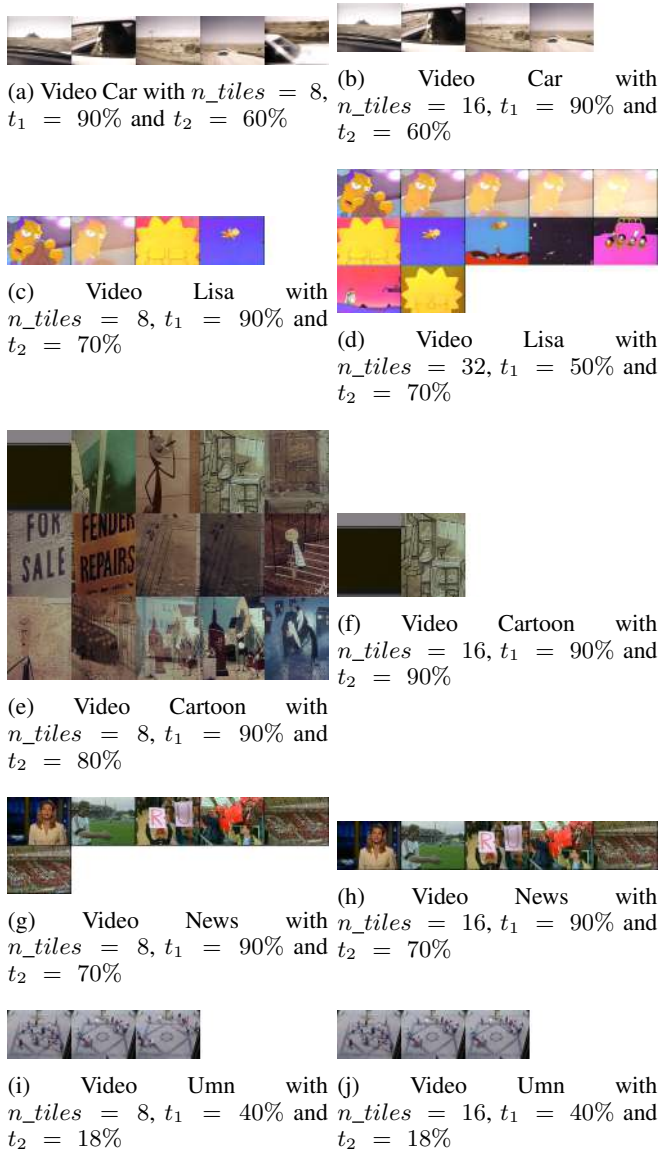 (a) Video Car with n_tiles = 8,
t₁ = 90% and t₂ = 60%
(b) Video Car with
n_tiles = 16, t₁ = 90% and
t₂ = 60%
(c) Video Lisa with
n_tiles = 8, t₁ = 90% and
t₂ = 70%
(d) Video Lisa with
n_tiles = 32, t₁ = 50% and
t₂ = 70%
FOR
SALE
FENDER
REPAIRS
(e) Video Cartoon with
n_tiles = 8, t₁ = 90% and
t₂ = 80%
(f) Video Cartoon with
n_tiles = 16, t₁ = 90% and
t₂ = 90%
R U
(g) Video News with
n_tiles = 8, t₁ = 90% and
t₂ = 70%
R U
(h) Video News with
n_tiles = 16, t₁ = 90% and
t₂ = 70%
(i) Video Umn with
n_tiles = 8, t₁ = 40% and
t₂ = 18%
(j) Video Umn with
n_tiles = 16, t₁ = 40% and
t₂ = 18%